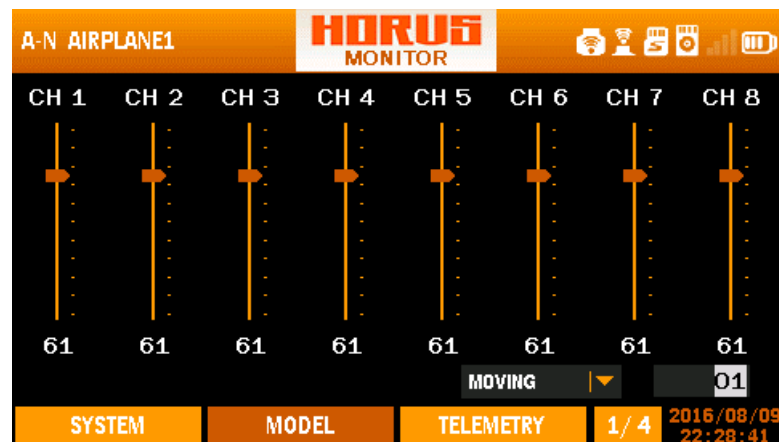 A-N AIRPLANE1
HORUS
MONITOR
CH 1 CH 2 CH 3 CH 4 CH 5 CH 6 CH 7 CH 8
61 61 61 61 61 61 61 61
MOVING 01
SYSTEM MODEL TELEMETRY 1/4 2016/08/09
22:28:41